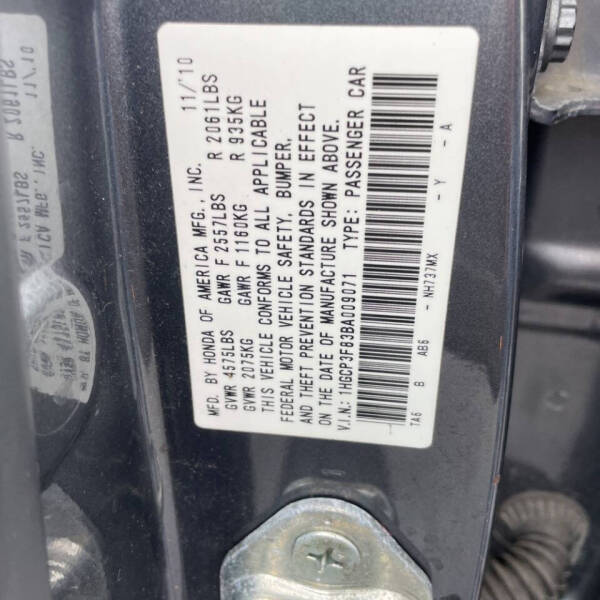 MFD. BY HONDA OF AMERICA MFG., INC. 11/'10
GVWR 4575LBS GAWR F 2557LBS R 2061LBS
GVWR 2075KG GAWR F 1160KG R 935KG
THIS VEHICLE CONFORMS TO ALL APPLICABLE
FEDERAL MOTOR VEHICLE SAFETY, BUMPER,
AND THEFT PREVENTION STANDARDS IN EFFECT
ON THE DATE OF MANUFACTURE SHOWN ABOVE.
V.I.N.: 1HGCP3F83BA009071 TYPE: PASSENGER CAR
TA6 B AB6 - NH737MX - Y - A